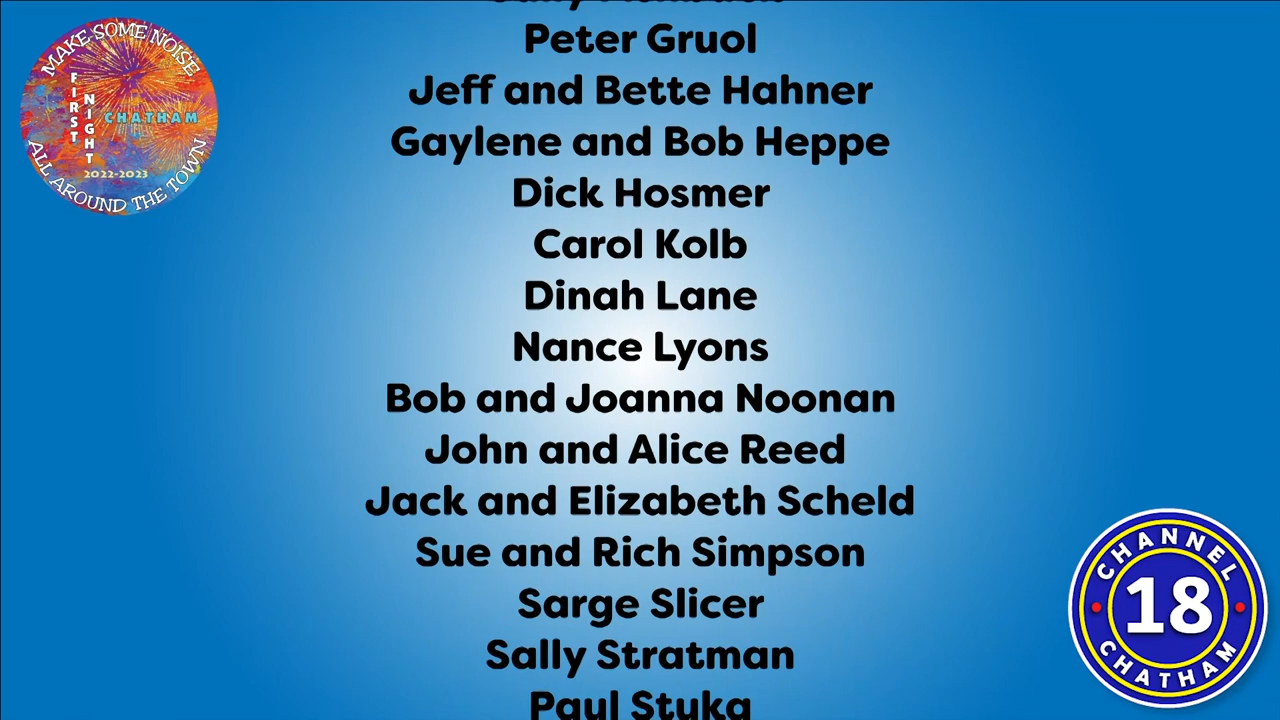 MAKE SOME NOISE
FIRST
NIGHT
CHATHAM
2022-2023
ALL AROUND THE TOWN
Peter Gruol
Jeff and Bette Hahner
Gaylene and Bob Heppe
Dick Hosmer
Carol Kolb
Dinah Lane
Nance Lyons
Bob and Joanna Noonan
John and Alice Reed
Jack and Elizabeth Scheld
Sue and Rich Simpson
Sarge Slicer
Sally Stratman
Paul Stuka
CHANNEL
18
CHATHAM